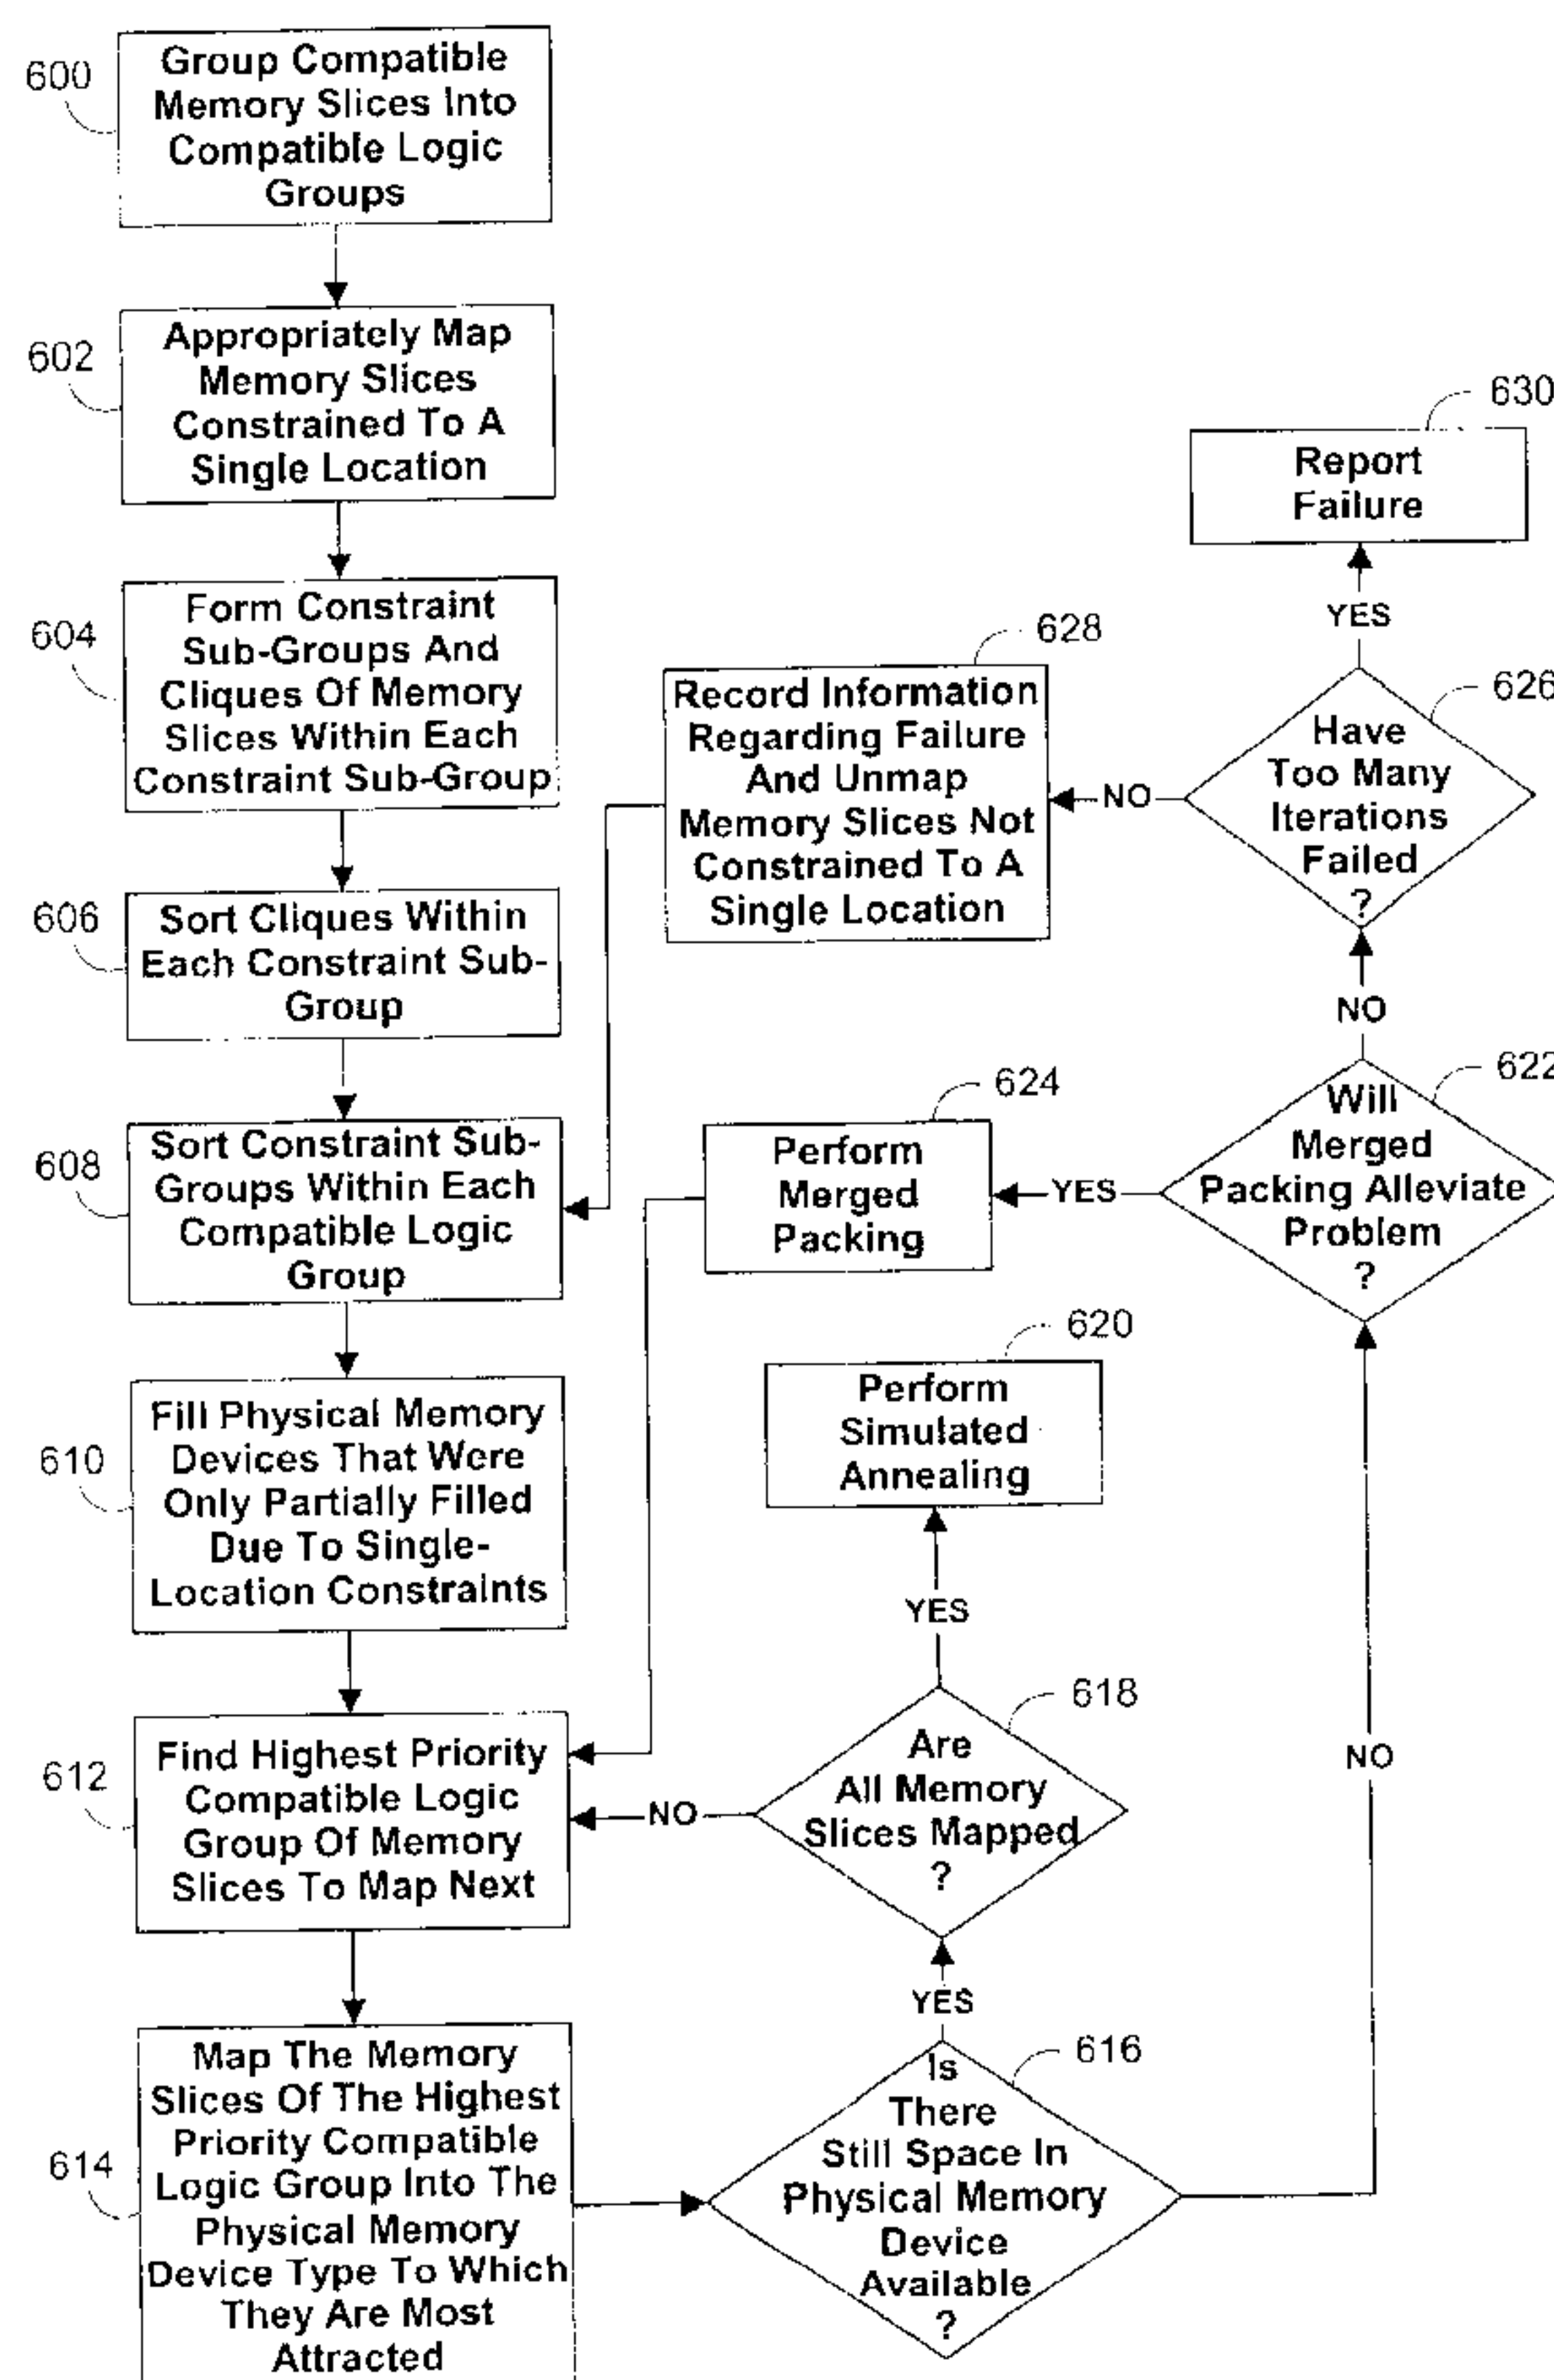 600
Group Compatible
Memory Slices Into
Compatible Logic
Groups
602
Appropriately Map
Memory Slices
Constrained To A
Single Location
604
Form Constraint
Sub-Groups And
Cliques Of Memory
Slices Within Each
Constraint Sub-Group
606
Sort Cliques Within
Each Constraint Sub-
Group
608
Sort Constraint Sub-
Groups Within Each
Compatible Logic
Group
610
Fill Physical Memory
Devices That Were
Only Partially Filled
Due To Single-
Location Constraints
612
Find Highest Priority
Compatible Logic
Group Of Memory
Slices To Map Next
614
Map The Memory
Slices Of The Highest
Priority Compatible
Logic Group Into The
Physical Memory
Device Type To Which
They Are Most
Attracted
616
Is
There
Still Space In
Physical Memory
Device
Available
?
YES
NO
618
Are
All Memory
Slices Mapped
?
NO
YES
620
Perform
Simulated
Annealing
622
Will
Merged
Packing Alleviate
Problem
?
YES
NO
624
Perform
Merged
Packing
626
Have
Too Many
Iterations
Failed
?
NO
YES
628
Record Information
Regarding Failure
And Unmap
Memory Slices Not
Constrained To A
Single Location
630
Report
Failure